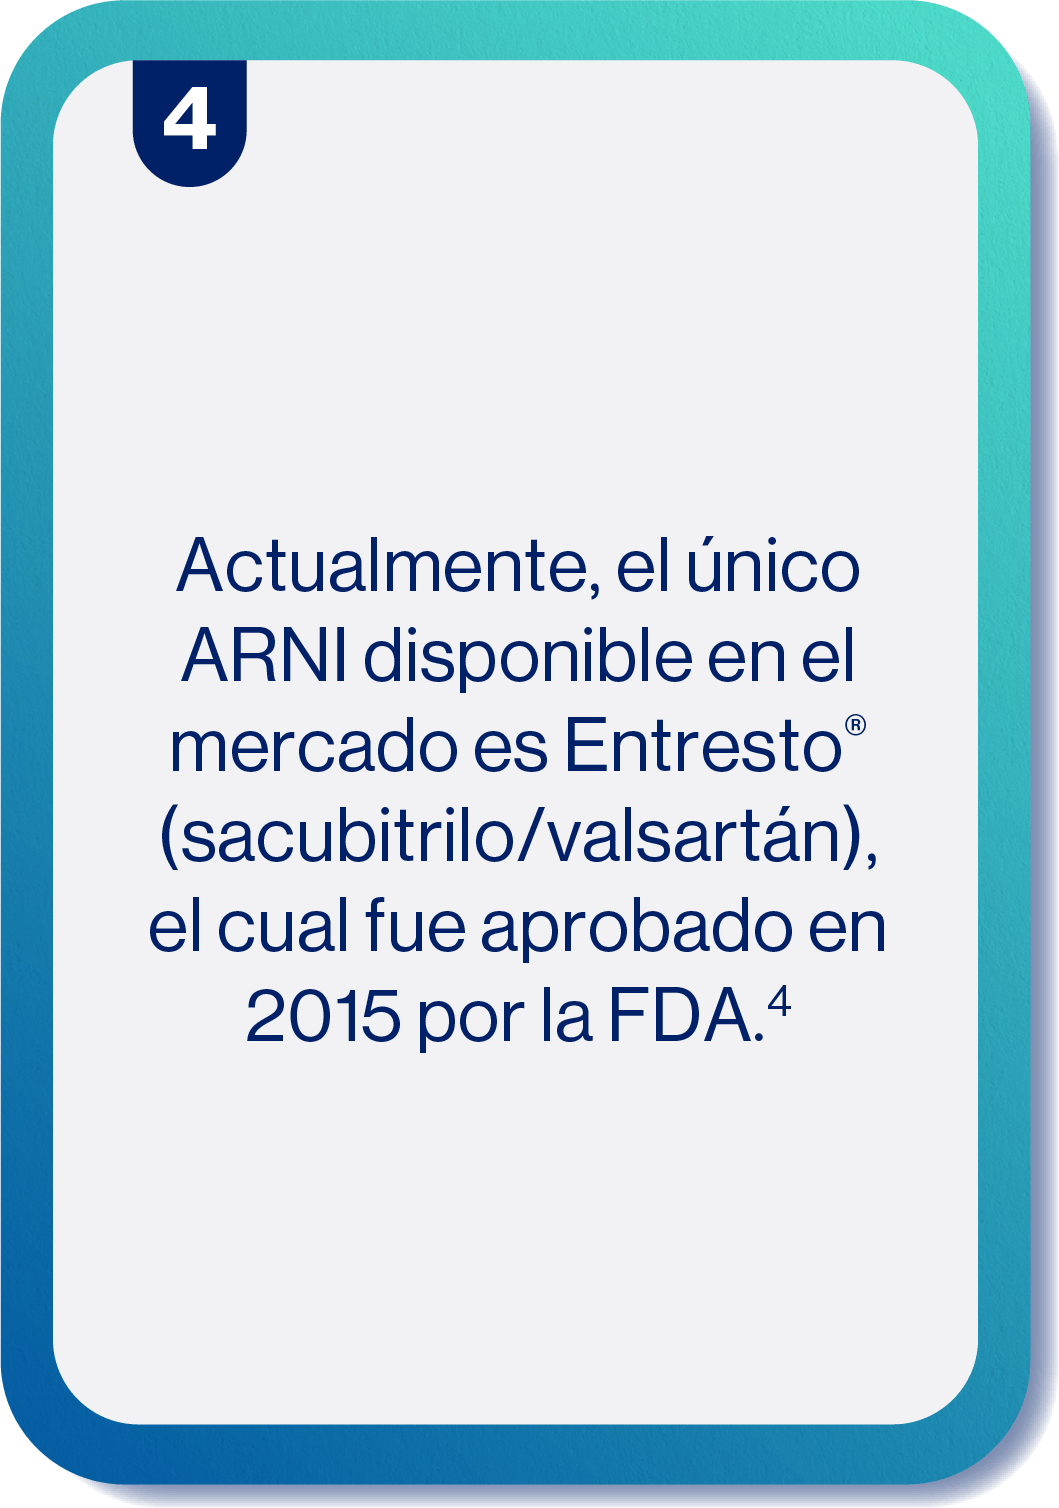 4
Actualmente, el único
ARNI disponible en el
mercado es Entresto®
(sacubitrilo/valsartán),
el cual fue aprobado en
2015 por la FDA.⁴